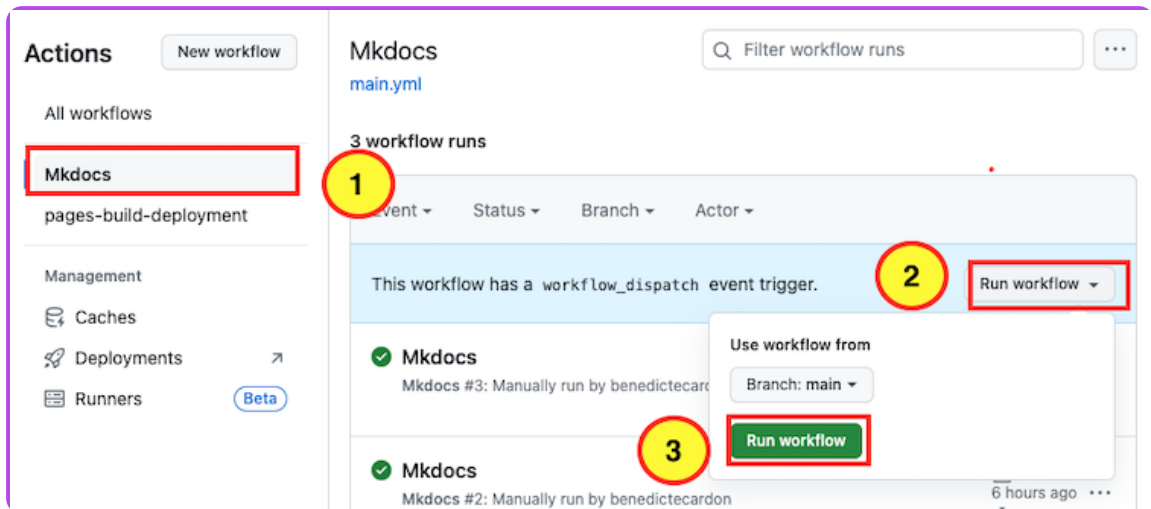 Actions
New workflow
All workflows
Mkdocs
pages-build-deployment
Management
Caches
Deployments
Runners
Beta
Mkdocs
Filter workflow runs
main.yml
3 workflow runs
1
Status
Branch
Actor
This workflow has a workflow_dispatch event trigger.
2
Run workflow
Use workflow from
Branch: main
Run workflow
3
Mkdocs
Mkdocs #3: Manually run by
Mkdocs
Mkdocs #2: Manually run by benedictecardon
6 hours ago